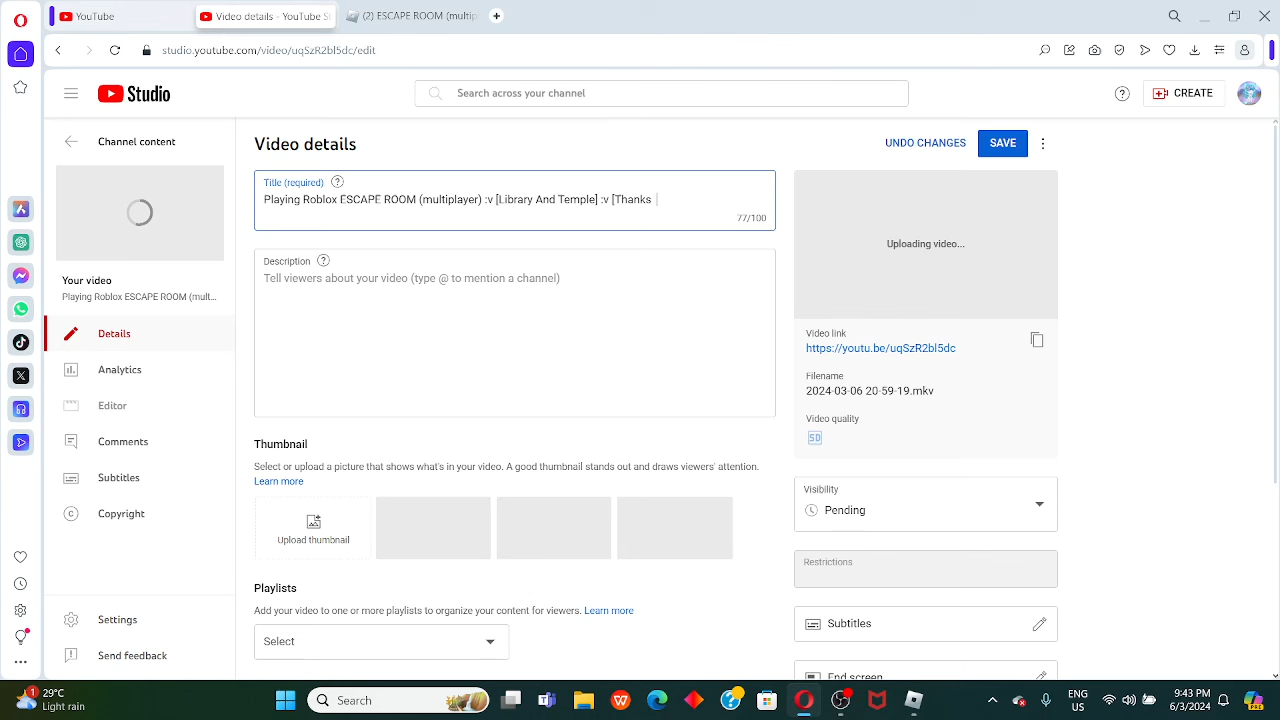 YouTube
Video details - YouTube S
(2) ESCAPE ROOM (multip
studio.youtube.com/video/uqSzR2bl5dc/edit
Studio
Search across your channel
CREATE
Channel content
Video details
UNDO CHANGES
SAVE
Title (required)
Playing Roblox ESCAPE ROOM (multiplayer) :v [Library And Temple] :v [Thanks
77/100
Description
Tell viewers about your video (type @ to mention a channel)
Uploading video...
Your video
Playing Roblox ESCAPE ROOM (mult...
Details
Analytics
Editor
Comments
Subtitles
Copyright
Settings
Send feedback
Video link
https://youtu.be/uqSzR2bl5dc
Filename
2024-03-06 20-59-19.mkv
Video quality
SD
Thumbnail
Select or upload a picture that shows what's in your video. A good thumbnail stands out and draws viewers' attention.
Learn more
Upload thumbnail
Visibility
Pending
Restrictions
Subtitles
End screen
Playlists
Add your video to one or more playlists to organize your content for viewers. Learn more
Select
1
29°C
Light rain
Search
ENG
US
9:43 PM
6/3/2024